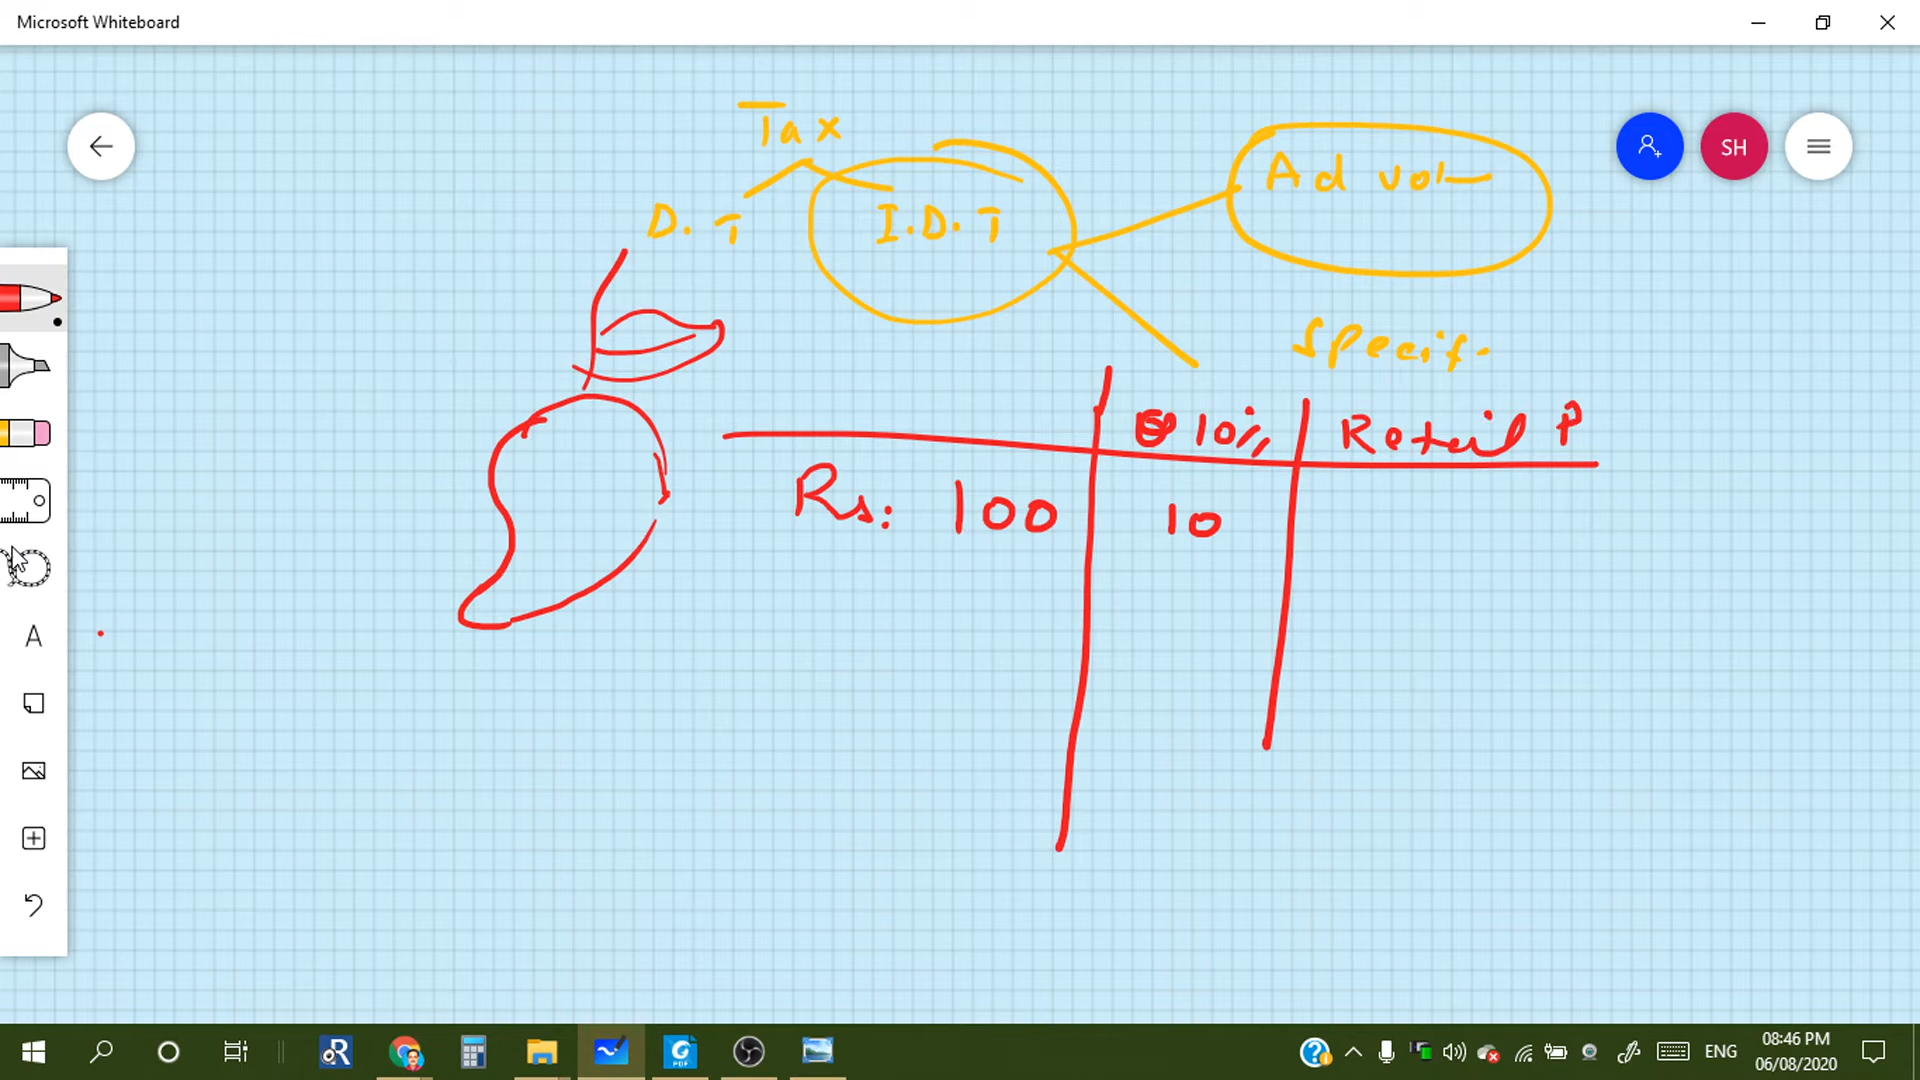 Microsoft Whiteboard
Tax
D.T
I.D.T
Ad vol
SH
Specif
10%
Retail P
Rs: 100
10
A
ENG
08:46 PM
06/08/2020